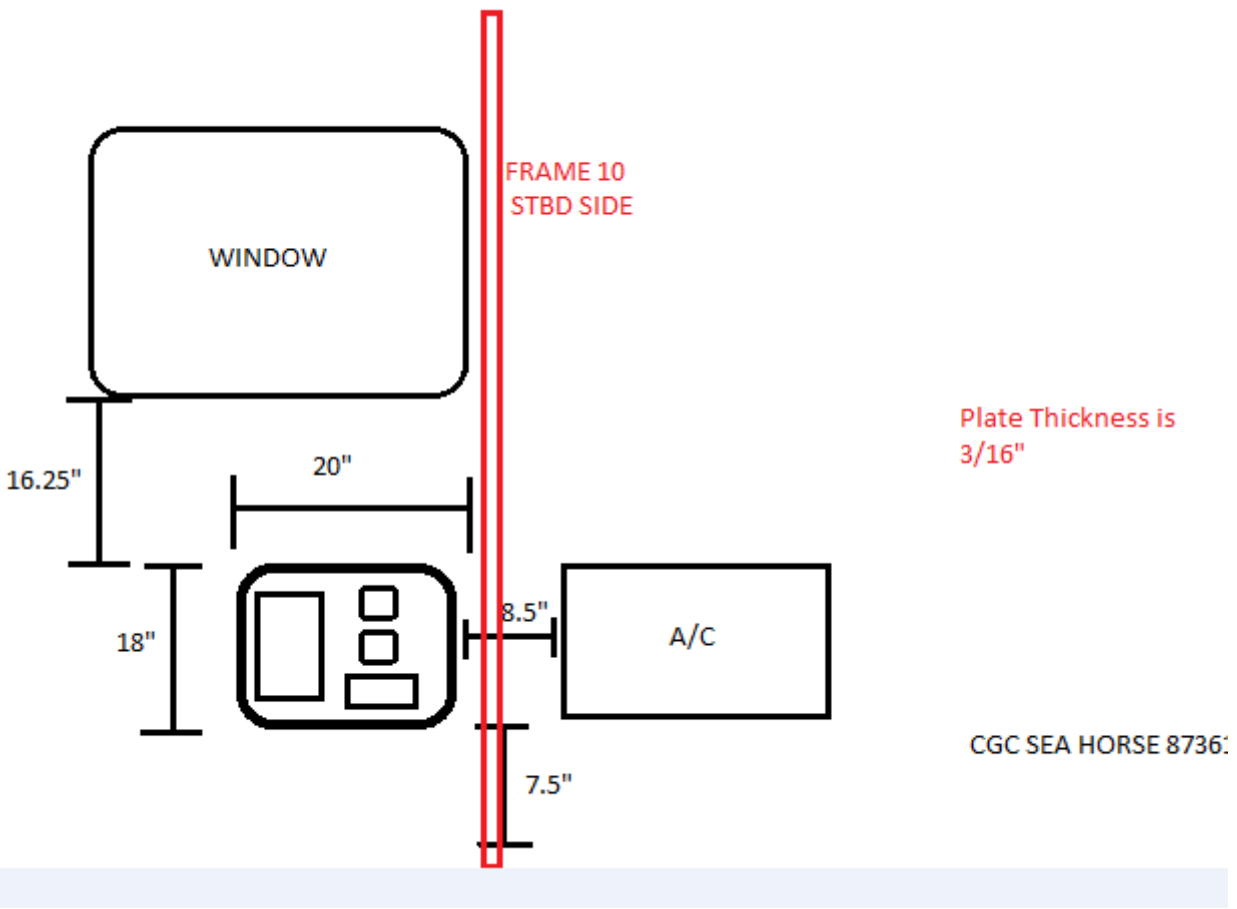 FRAME 10
STBD SIDE
WINDOW
Plate Thickness is
3/16"
16.25"
20"
18"
8.5"
A/C
CGC SEA HORSE 87361
7.5"